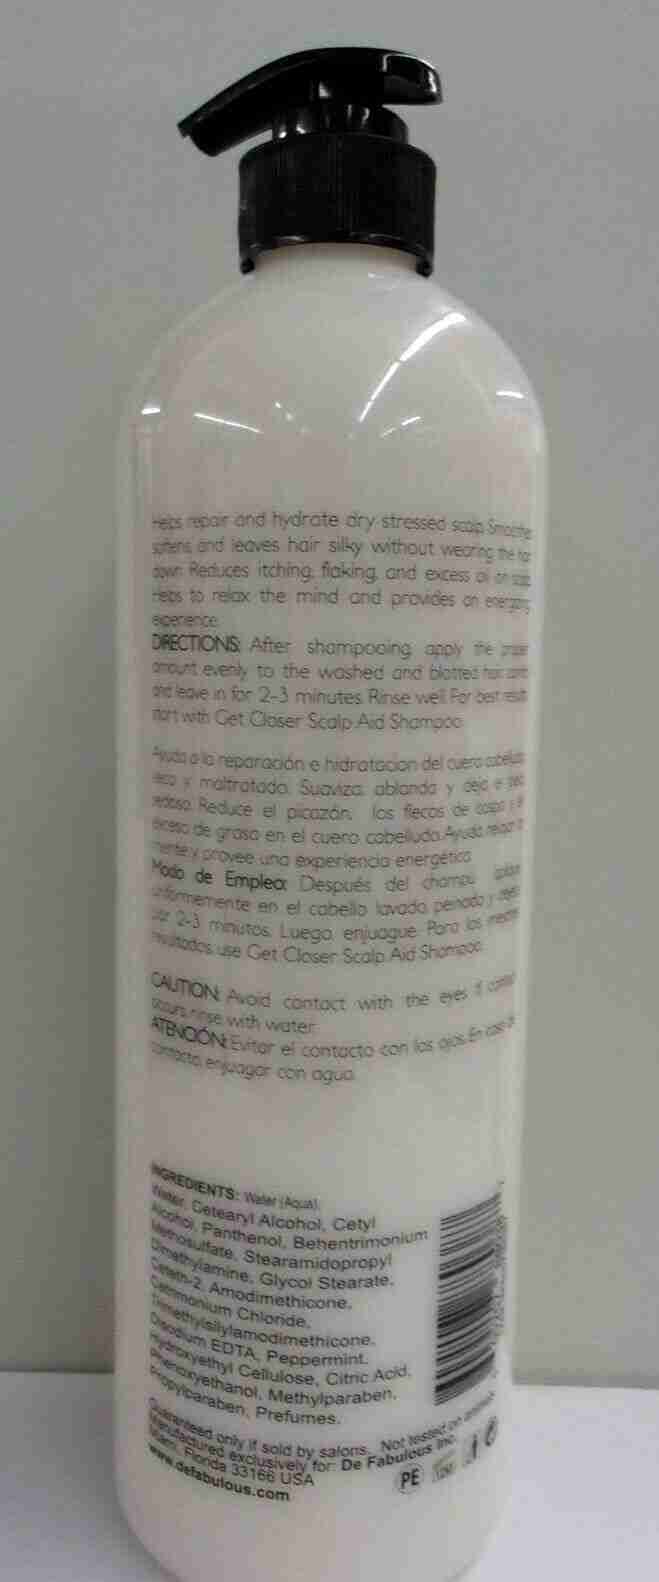 Helps repair and hydrate dry stressed scalp. Smoothes
softens and leaves hair silky without wearing the hair
down. Reduces itching, flaking, and excess oil on scalp.
Helps to relax the mind and provides an energizing
experience.
DIRECTIONS: After shampooing apply the proper
amount evenly to the washed and blotted hair
and leave in for 2-3 minutes. Rinse well. For best results
start with Get Closer Scalp Aid Shampoo.
Ayuda a la reparación e hidratacion del cuero cabelludo
seco y maltratado. Suaviza, ablanda y deja
sedoso. Reduce el picazón, los flecos de caspa y el
exceso de grasa en el cuero cabelludo. Ayuda relajar
mente y provee una experiencia energética.
Modo de Empleo: Después del champu,
uniformemente en el cabello lavado, peinado y
por 2-3 minutos. Luego, enjuague. Para los mejores
resultados, use Get Closer Scalp Aid Shampoo.
CAUTION: Avoid contact with the eyes. If contact
occurs, rinse with water.
ATENCIÓN: Evitar el contacto con los ojos. En caso de
contacto, enjuagar con agua.
INGREDIENTS: Water (Aqua),
Water, Cetearyl Alcohol, Cetyl
Alcohol, Panthenol, Behentrimonium
Methosulfate, Stearamidopropyl
Dimethylamine, Glycol Stearate,
Ceteth-2, Amodimethicone,
Cetrimonium Chloride,
Trimethylsilylamodimethicone,
Disodium EDTA, Peppermint,
Hydroxyethyl Cellulose, Citric Acid,
Phenoxyethanol, Methylparaben,
Propylparaben, Prefumes.
Guaranteed only if sold by salons. Not tested on animals
Manufactured exclusively for: De Fabulous Inc.
Miami, Florida 33166 USA
www.defabulous.com
PE